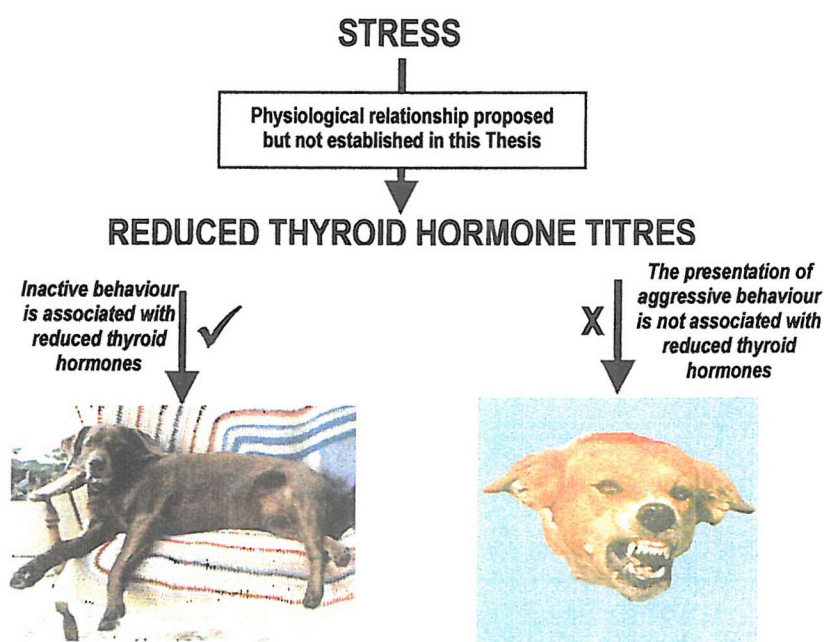 STRESS
Physiological relationship proposed
but not established in this Thesis
REDUCED THYROID HORMONE TITRES
Inactive behaviour
is associated with
reduced thyroid
hormones
X
The presentation of
aggressive behaviour
is not associated with
reduced thyroid
hormones